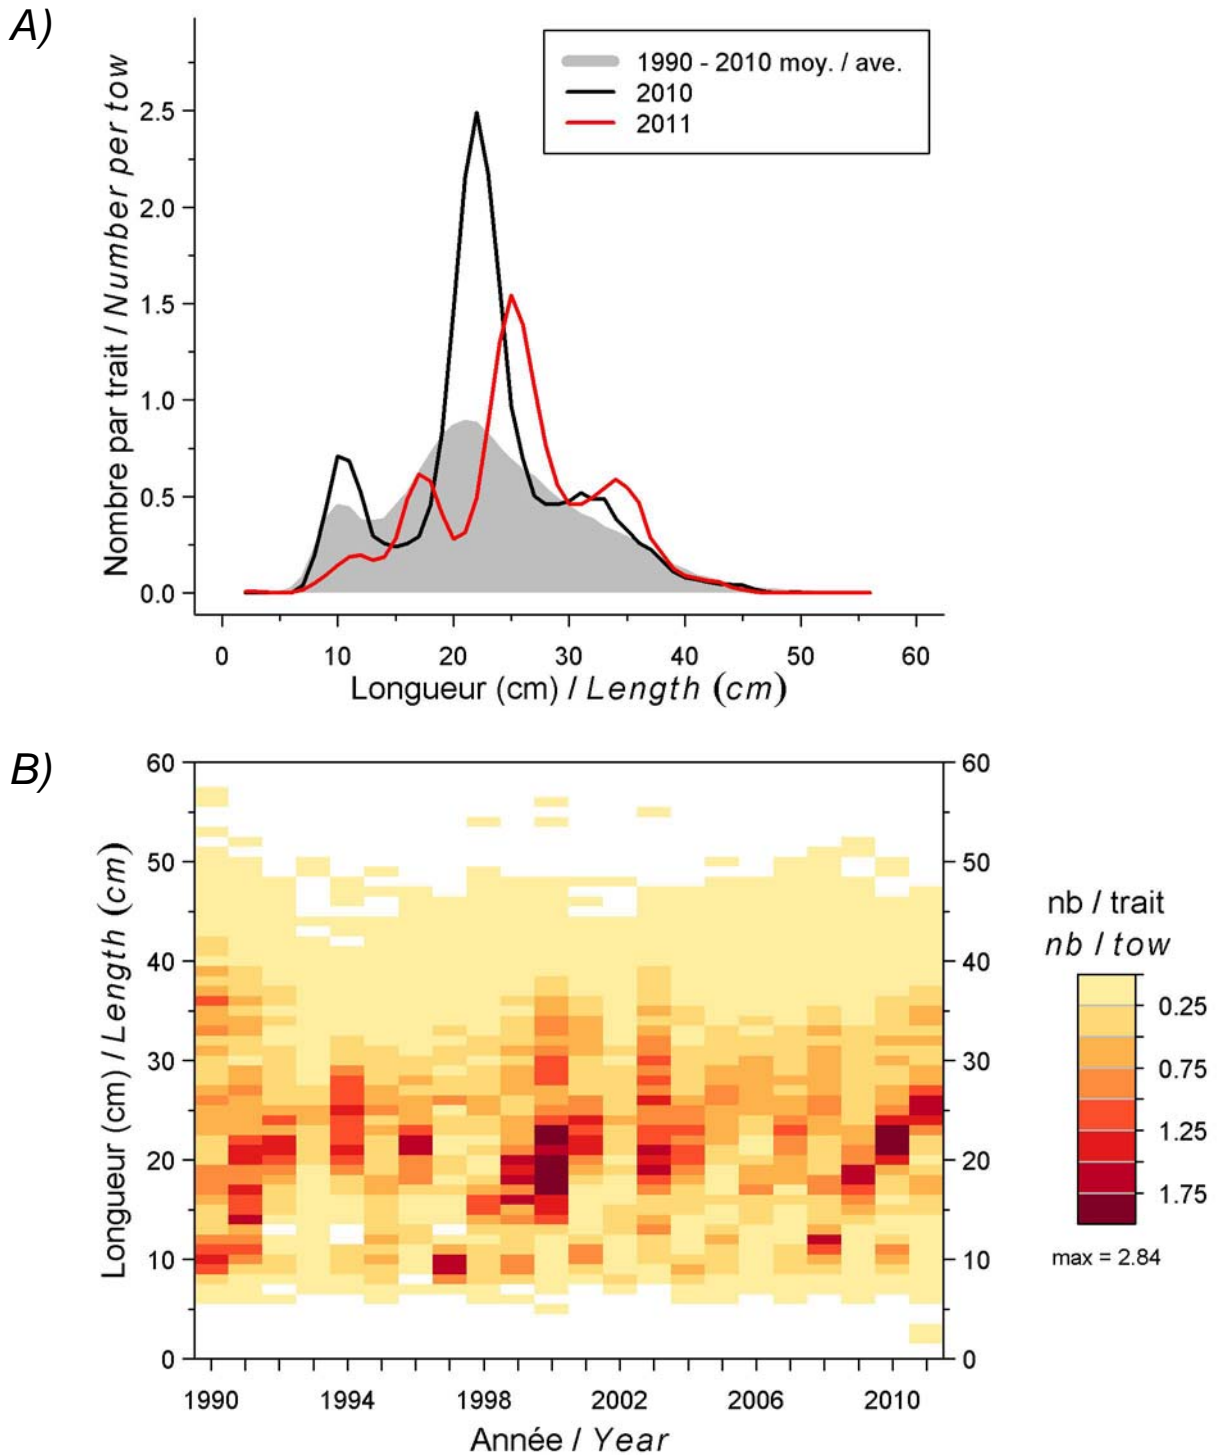 A)
1990 - 2010 moy. / ave.
2010
2011
Nombre par trait / Number per tow
2.5
2.0
1.5
1.0
0.5
0.0
0 10 20 30 40 50 60
Longueur (cm) / Length (cm)
B)
60 60
50 50
40 40
30 30
20 20
10 10
0 0
Longueur (cm) / Length (cm)
1990 1994 1998 2002 2006 2010
Année / Year
nb / trait
nb / tow
0.25
0.75
1.25
1.75
max = 2.84